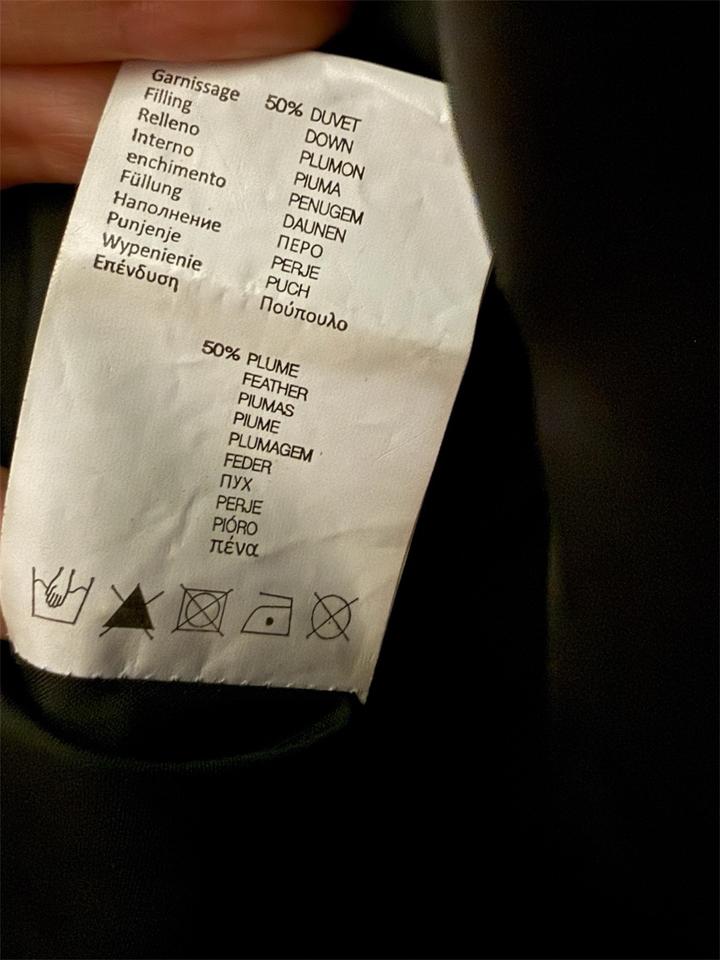 Garnissage 50% DUVET
Filling DOWN
Relleno PLUMON
Interno PIUMA
enchimento PENUGEM
Füllung DAUNEN
Наполнение ПЕРО
Punjenje PERJE
Wypenienie PUCH
Επένδυση Πούπουλο
50% PLUME
FEATHER
PIUMAS
PIUME
PLUMAGEM
FEDER
ПУХ
PERJE
PIÓRO
πένα